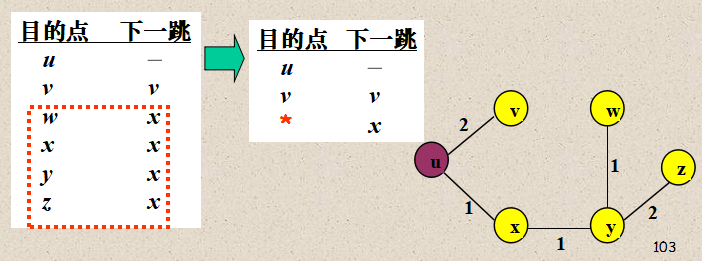 目的点 下一跳
u —
v v
w x
x x
y x
z x
目的点 下一跳
u —
v v
* x
v
w
2
u
1
z
1
x
y
2
1
103